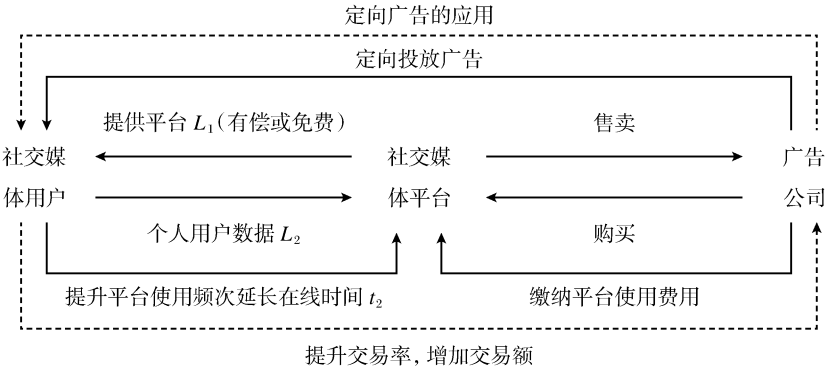 定向广告的应用
定向投放广告
提供平台 L₁(有偿或免费)
售卖
社交媒
社交媒
广告
体用户
体平台
公司
个人用户数据 L₂
购买
提升平台使用频次延长在线时间 t₂
缴纳平台使用费用
提升交易率，增加交易额